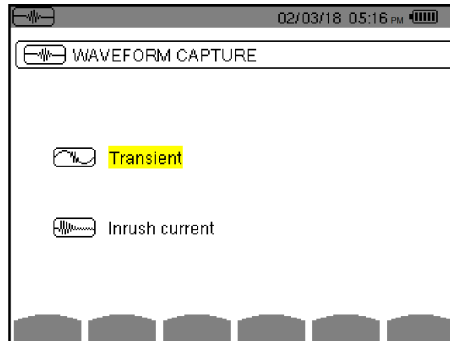 02/03/18 05:16 PM
WAVEFORM CAPTURE
Transient
Inrush current